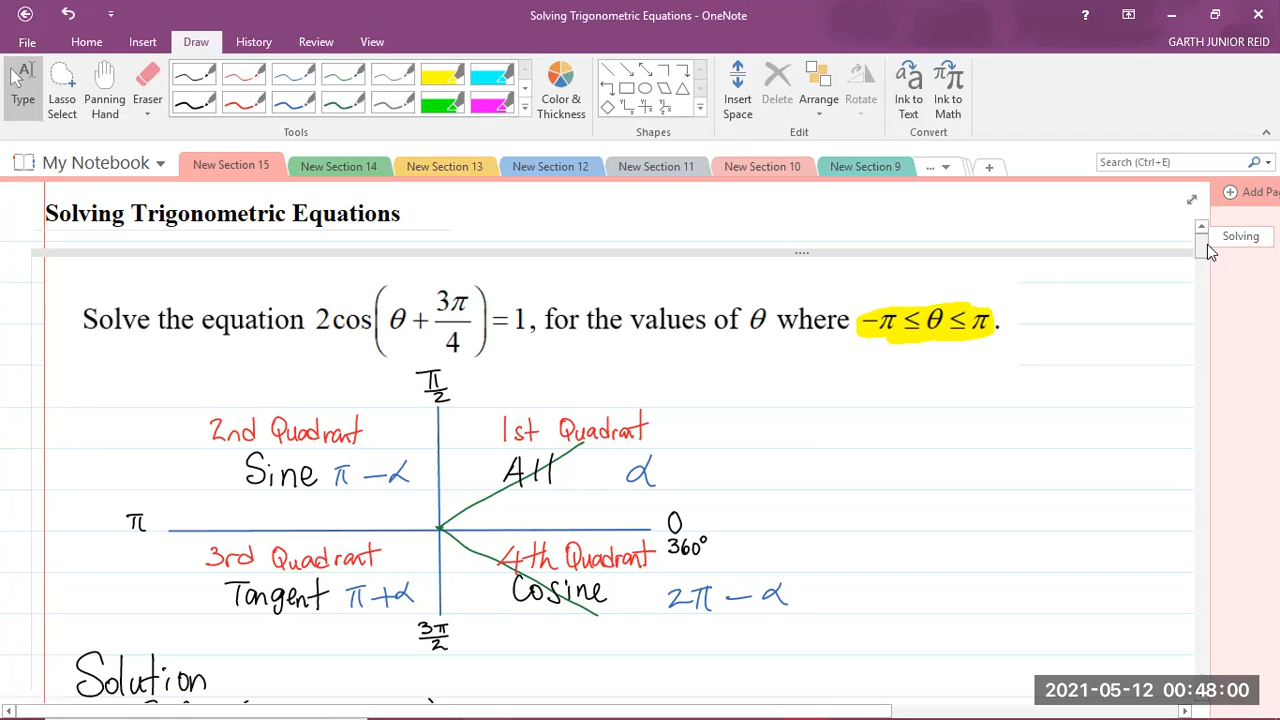 Solving Trigonometric Equations - OneNote
?
File Home Insert Draw History Review View
GARTH JUNIOR REID
Type
Lasso Select
Panning Hand
Eraser
Color & Thickness
Insert Space
Delete
Arrange
Rotate
Ink to Text
Ink to Math
Tools
Shapes
Edit
Convert
My Notebook
New Section 15
New Section 14
New Section 13
New Section 12
New Section 11
New Section 10
New Section 9
...
Search (Ctrl+E)
Add Pa
Solving Trigonometric Equations
Solving
Solve the equation 2cos(θ + 3π/4) = 1, for the values of θ where −π ≤ θ ≤ π.
π/2
2nd Quadrant
1st Quadrant
Sine π − α
All α
π
0
360°
3rd Quadrant
4th Quadrant
Tangent π + α
Cosine 2π − α
3π/2
Solution
2021-05-12 00:48:00